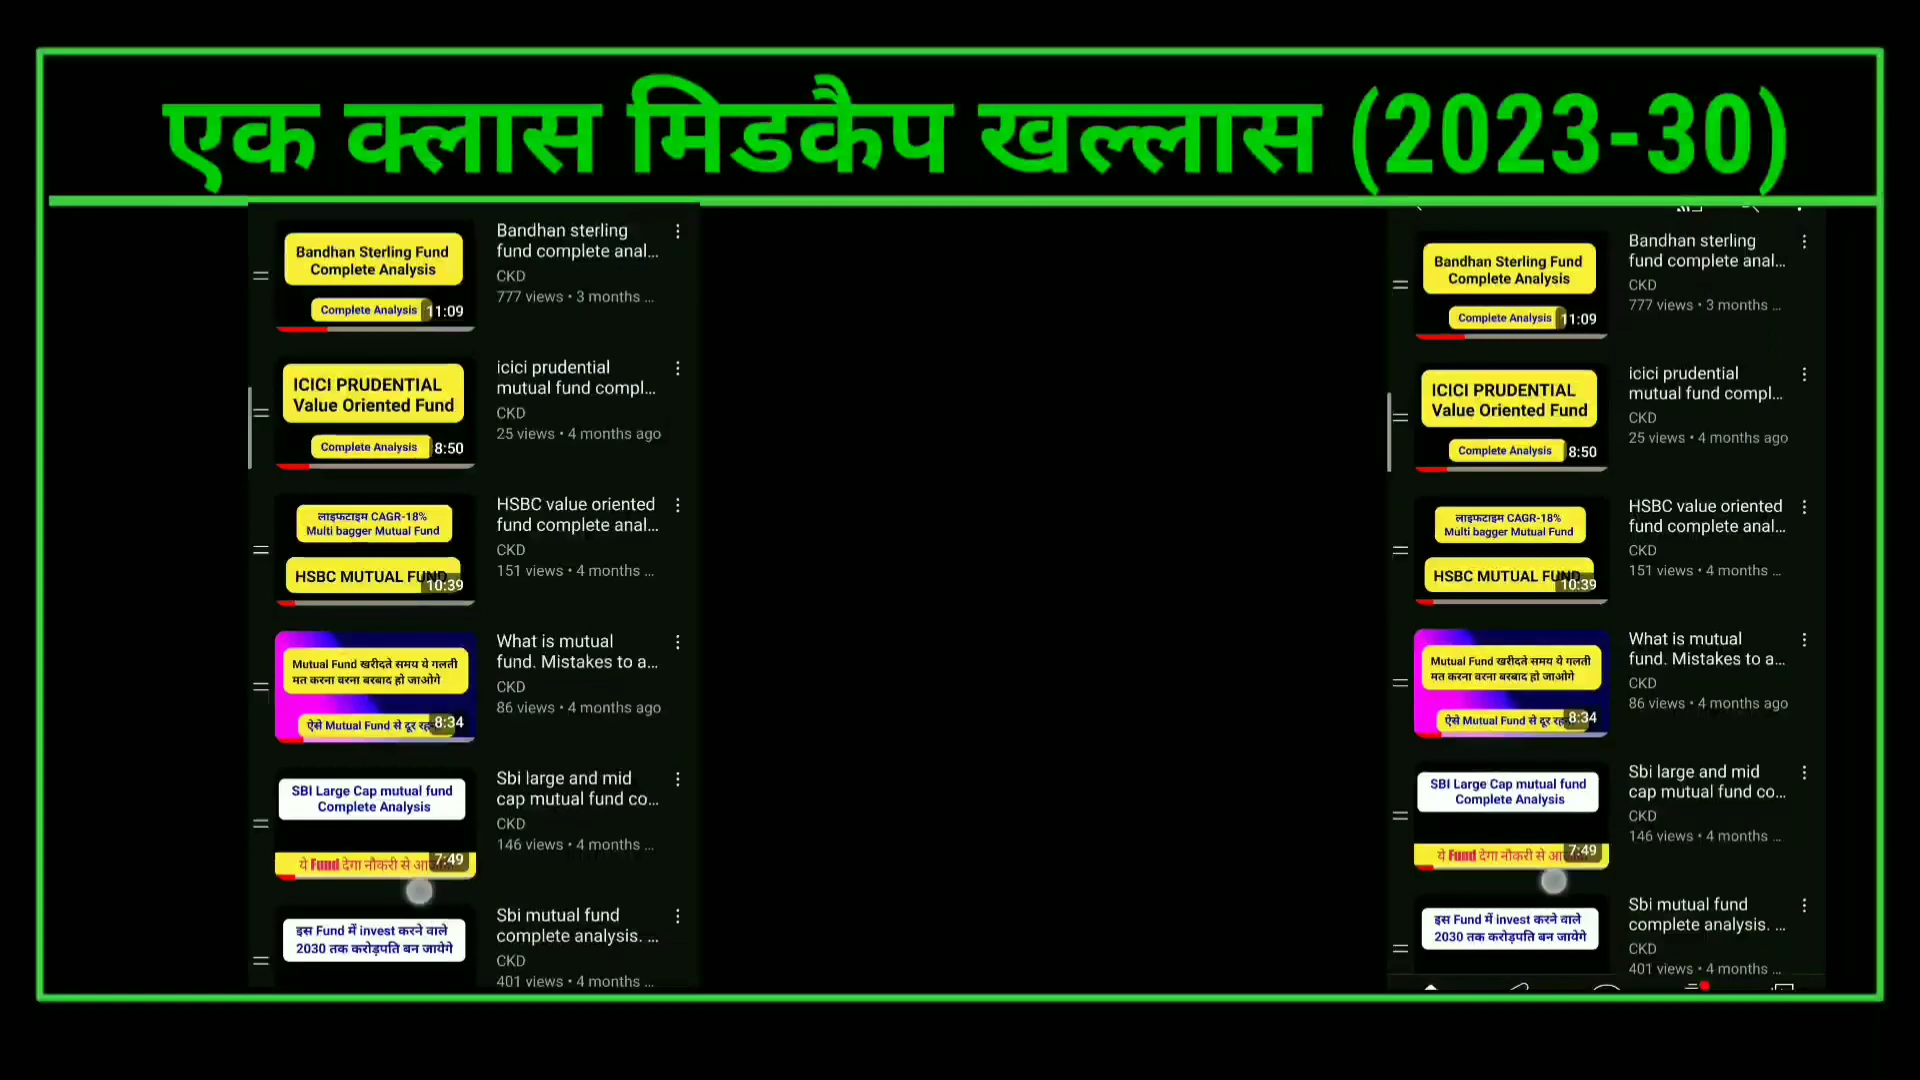 एक क्लास मिडकैप खल्लास (2023-30)
Bandhan Sterling Fund
Complete Analysis
Complete Analysis
11:09
Bandhan sterling
fund complete anal...
CKD
777 views • 3 months ...
ICICI PRUDENTIAL
Value Oriented Fund
Complete Analysis
8:50
icici prudential
mutual fund compl...
CKD
25 views • 4 months ago
लाइफटाइम CAGR-18%
Multi bagger Mutual Fund
HSBC MUTUAL FUND
10:39
HSBC value oriented
fund complete anal...
CKD
151 views • 4 months ...
Mutual Fund खरीदते समय ये गलती
मत करना वरना बरबाद हो जाओगे
ऐसे Mutual Fund से दूर
8:34
What is mutual
fund. Mistakes to a...
CKD
86 views • 4 months ago
SBI Large Cap mutual fund
Complete Analysis
ये Fund देगा नौकरी से
7:49
Sbi large and mid
cap mutual fund co...
CKD
146 views • 4 months ...
इस Fund में invest करने वाले
2030 तक करोड़पति बन जायेगे
Sbi mutual fund
complete analysis. ...
CKD
401 views • 4 months ...
Bandhan Sterling Fund
Complete Analysis
Complete Analysis
11:09
Bandhan sterling
fund complete anal...
CKD
777 views • 3 months ...
ICICI PRUDENTIAL
Value Oriented Fund
Complete Analysis
8:50
icici prudential
mutual fund compl...
CKD
25 views • 4 months ago
लाइफटाइम CAGR-18%
Multi bagger Mutual Fund
HSBC MUTUAL FUND
10:39
HSBC value oriented
fund complete anal...
CKD
151 views • 4 months ...
Mutual Fund खरीदते समय ये गलती
मत करना वरना बरबाद हो जाओगे
ऐसे Mutual Fund से दूर
8:34
What is mutual
fund. Mistakes to a...
CKD
86 views • 4 months ago
SBI Large Cap mutual fund
Complete Analysis
ये Fund देगा नौकरी से
7:49
Sbi large and mid
cap mutual fund co...
CKD
146 views • 4 months ...
इस Fund में invest करने वाले
2030 तक करोड़पति बन जायेगे
Sbi mutual fund
complete analysis. ...
CKD
401 views • 4 months ...